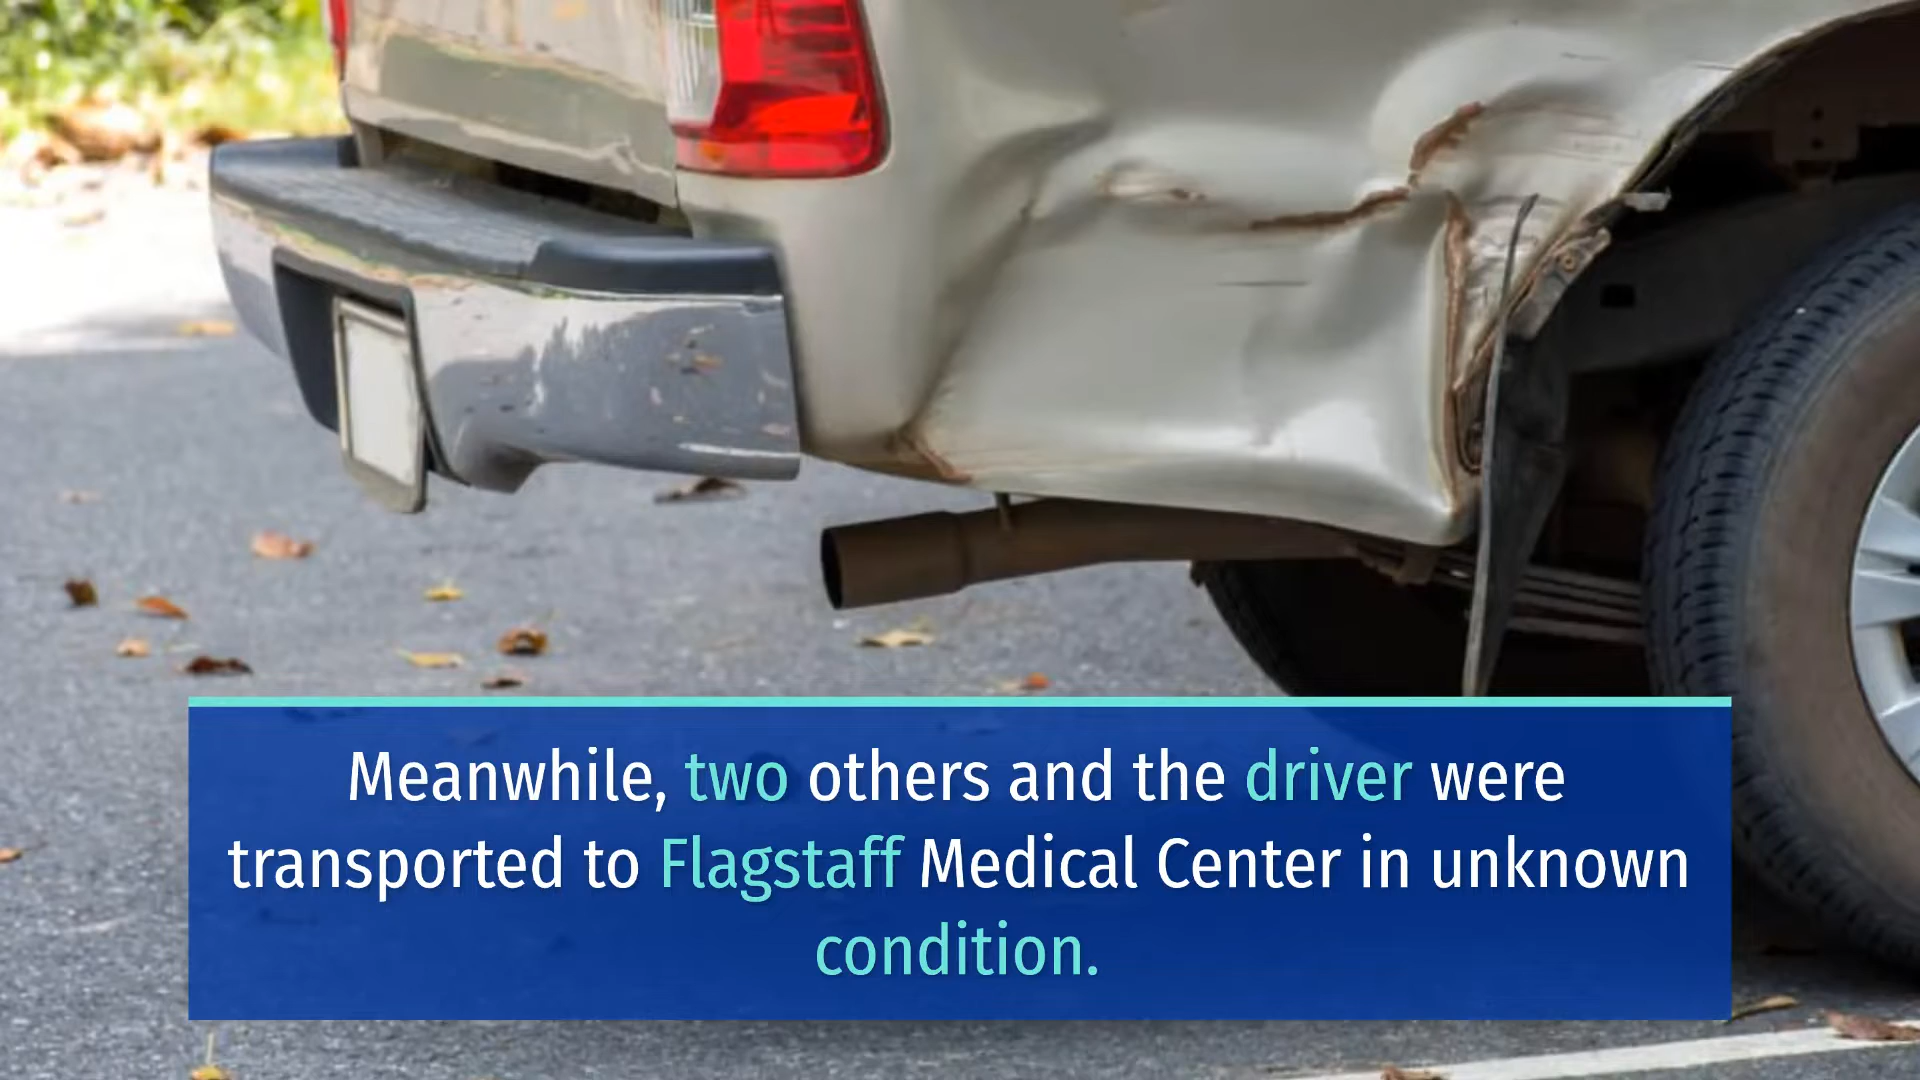 Meanwhile, two others and the driver were
transported to Flagstaff Medical Center in unknown
condition.